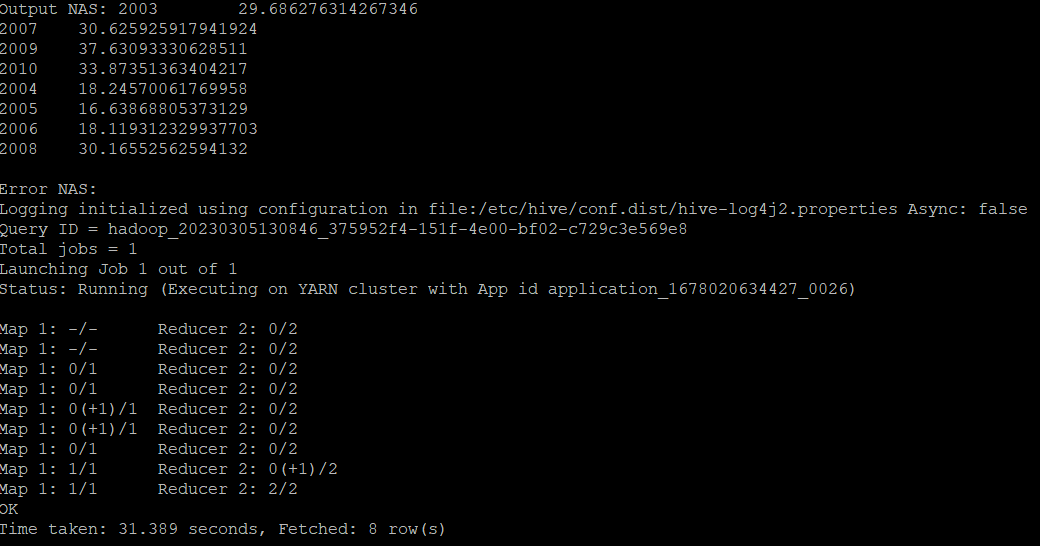 Output NAS: 2003        29.686276314267346
2007    30.625925917941924
2009    37.63093330628511
2010    33.87351363404217
2004    18.24570061769958
2005    16.63868805373129
2006    18.119312329937703
2008    30.16552562594132
Error NAS:
Logging initialized using configuration in file:/etc/hive/conf.dist/hive-log4j2.properties Async: false
Query ID = hadoop_20230305130846_375952f4-151f-4e00-bf02-c729c3e569e8
Total jobs = 1
Launching Job 1 out of 1
Status: Running (Executing on YARN cluster with App id application_1678020634427_0026)
Map 1: -/-      Reducer 2: 0/2
Map 1: -/-      Reducer 2: 0/2
Map 1: 0/1      Reducer 2: 0/2
Map 1: 0/1      Reducer 2: 0/2
Map 1: 0(+1)/1  Reducer 2: 0/2
Map 1: 0(+1)/1  Reducer 2: 0/2
Map 1: 0/1      Reducer 2: 0/2
Map 1: 1/1      Reducer 2: 0(+1)/2
Map 1: 1/1      Reducer 2: 2/2
OK
Time taken: 31.389 seconds, Fetched: 8 row(s)